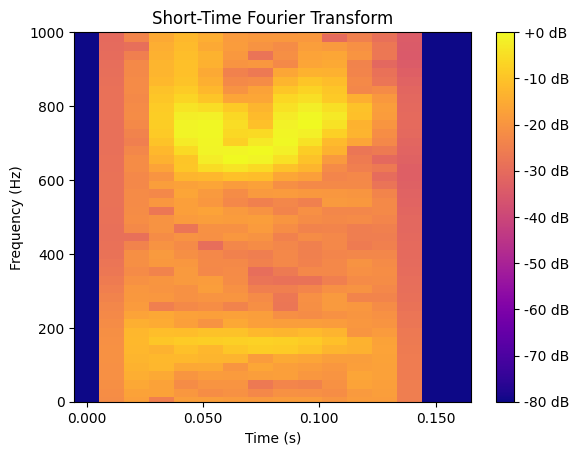 Short-Time Fourier Transform
Frequency (Hz)
1000
800
600
400
200
0
0.000 0.050 0.100 0.150
Time (s)
+0 dB
-10 dB
-20 dB
-30 dB
-40 dB
-50 dB
-60 dB
-70 dB
-80 dB